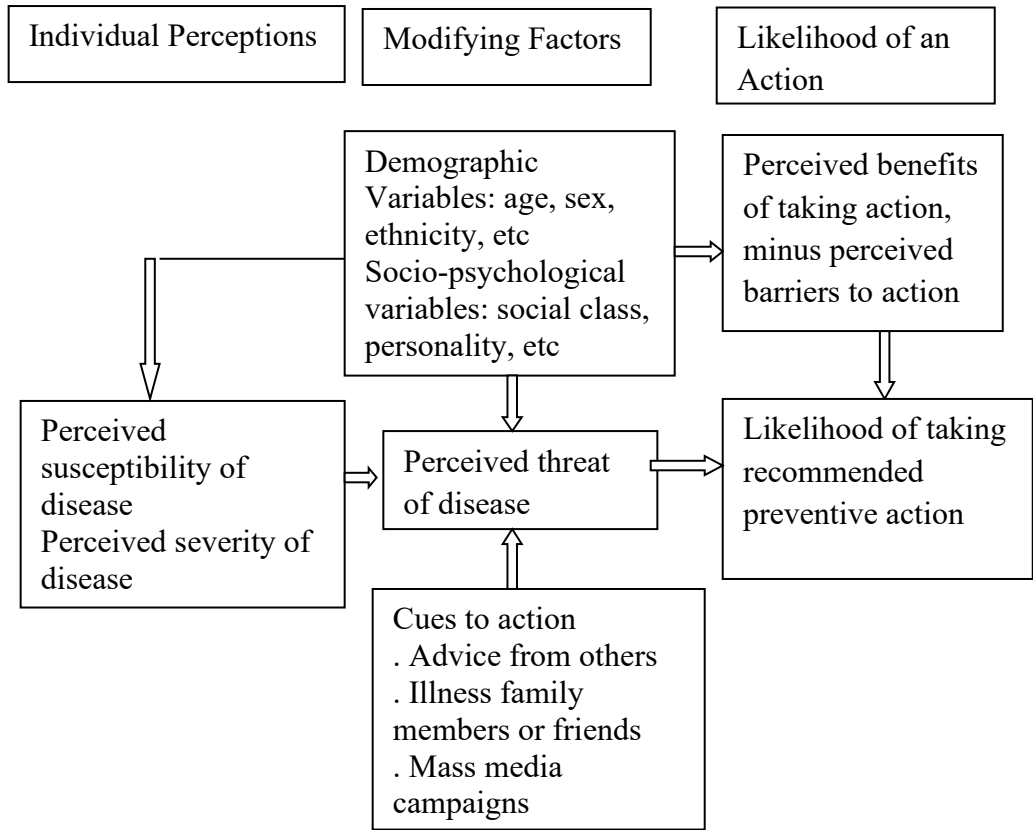 Individual Perceptions
Modifying Factors
Likelihood of an
Action
Demographic
Variables: age, sex,
ethnicity, etc
Socio-psychological
variables: social class,
personality, etc
Perceived benefits
of taking action,
minus perceived
barriers to action
Perceived
susceptibility of
disease
Perceived severity of
disease
Perceived threat
of disease
Likelihood of taking
recommended
preventive action
Cues to action
. Advice from others
. Illness family
members or friends
. Mass media
campaigns